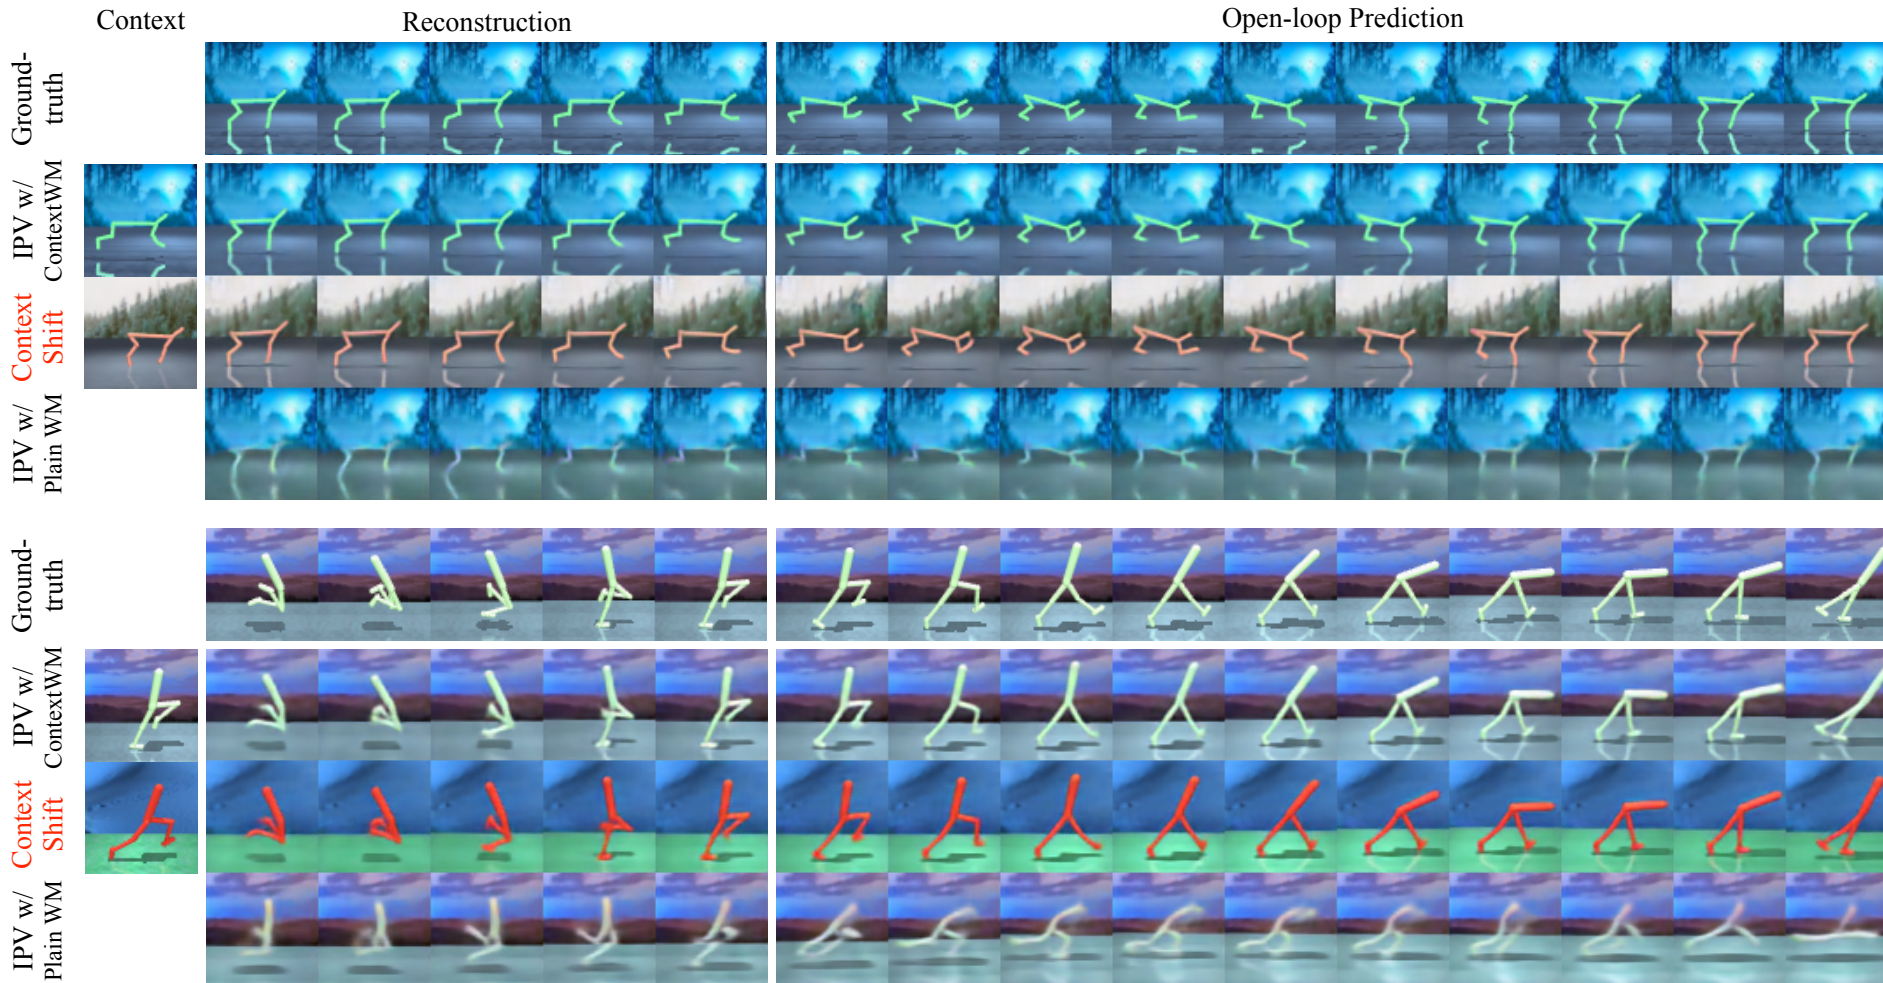 Context
Reconstruction
Open-loop Prediction
Ground-
truth
IPV w/
ContextWM
Context
Shift
IPV w/
Plain WM
Ground-
truth
IPV w/
ContextWM
Context
Shift
IPV w/
Plain WM